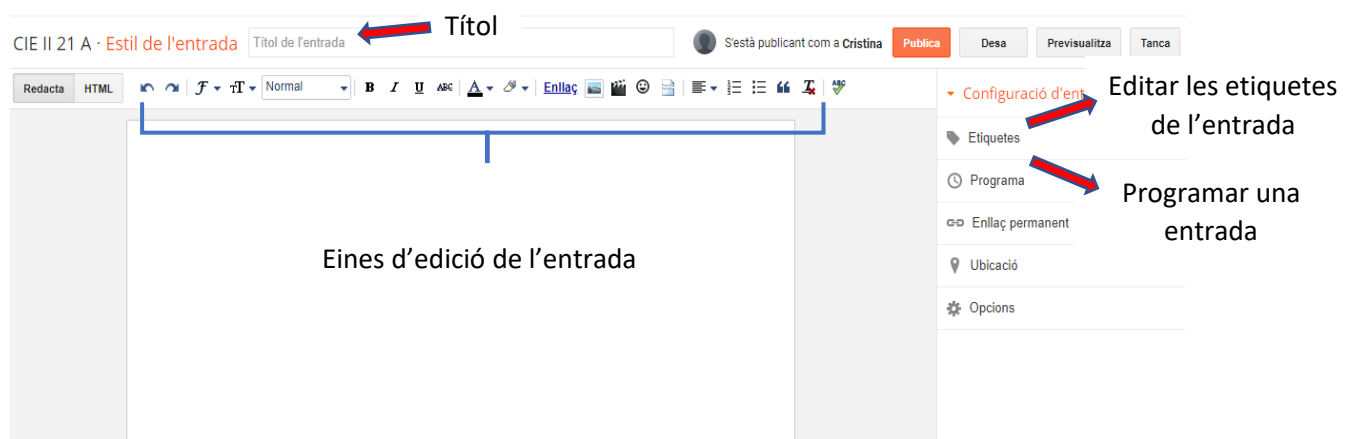 Títol
CIE II 21 A · Estil de l'entrada Títol de l'entrada S'està publicant com a Cristina Publica Desa Previsualitza Tanca
Redacta HTML Normal B I U ABC A Enllaç ABC
Configuració d'ent
Editar les etiquetes
de l’entrada
Etiquetes
Programa
Programar una
entrada
Enllaç permanent
Eines d’edició de l’entrada
Ubicació
Opcions